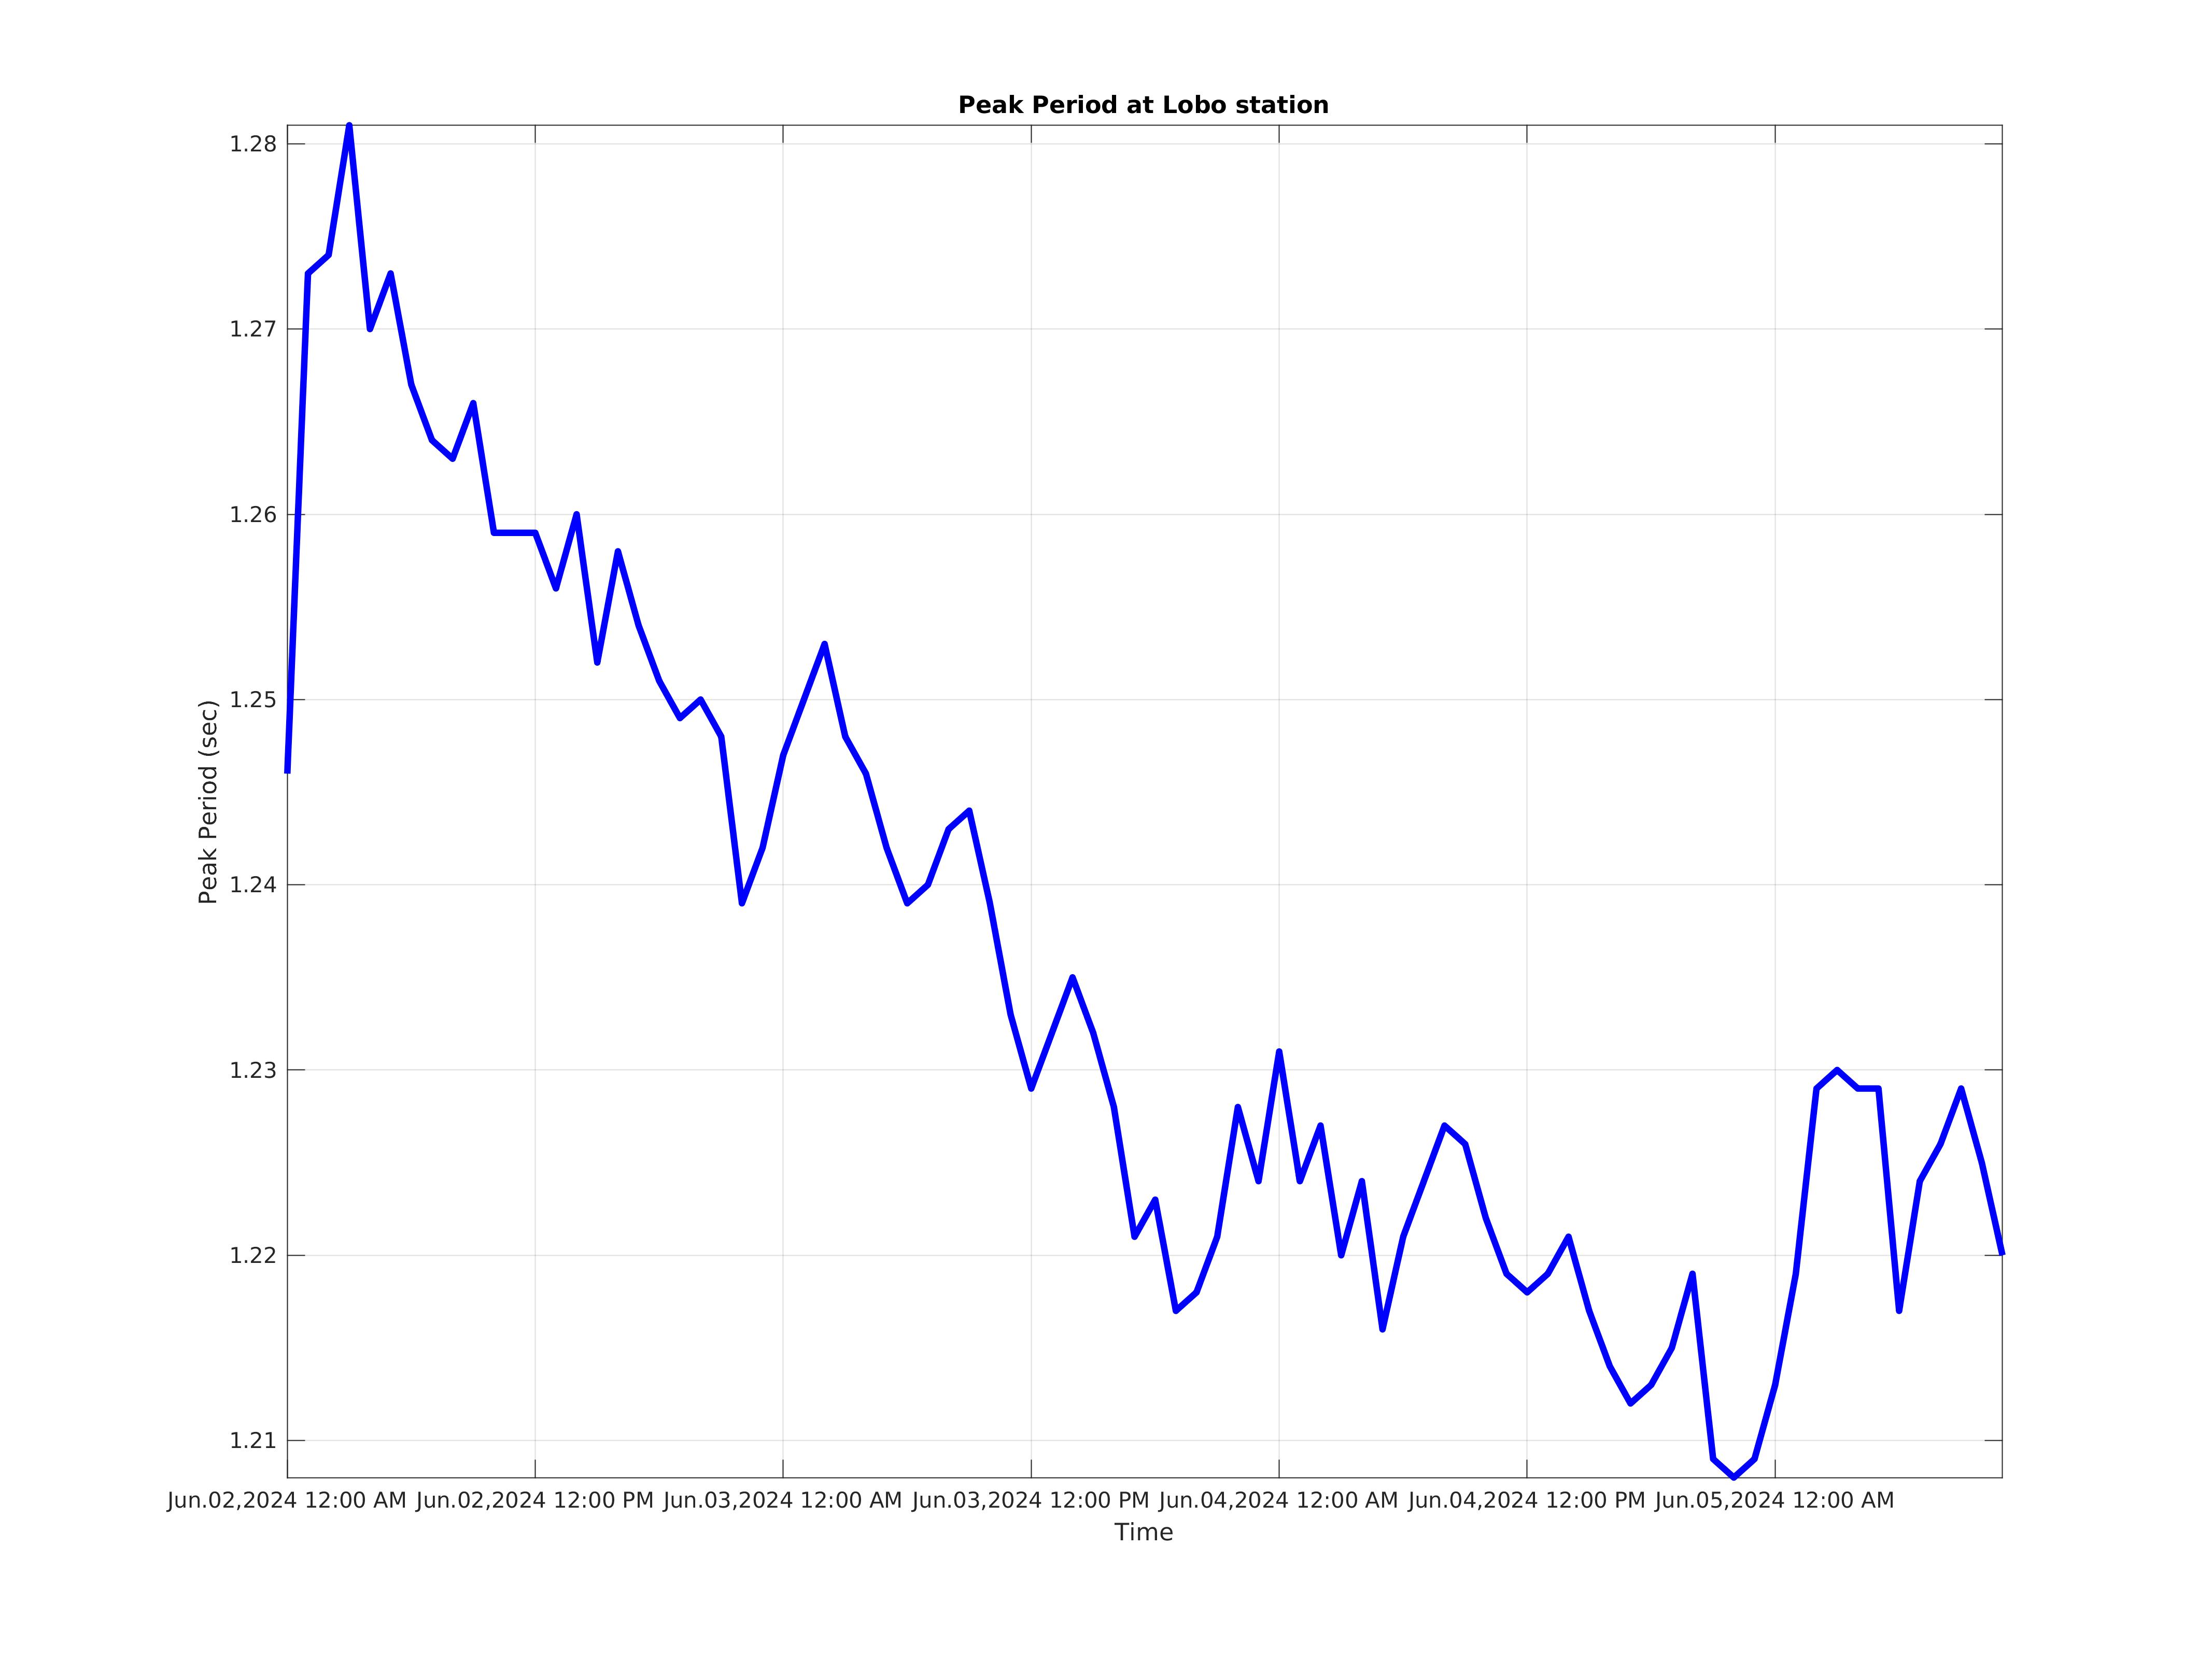 Peak Period at Lobo station
Peak Period (sec)
1.28
1.27
1.26
1.25
1.24
1.23
1.22
1.21
Jun.02,2024 12:00 AM Jun.02,2024 12:00 PM Jun.03,2024 12:00 AM Jun.03,2024 12:00 PM Jun.04,2024 12:00 AM Jun.04,2024 12:00 PM Jun.05,2024 12:00 AM
Time